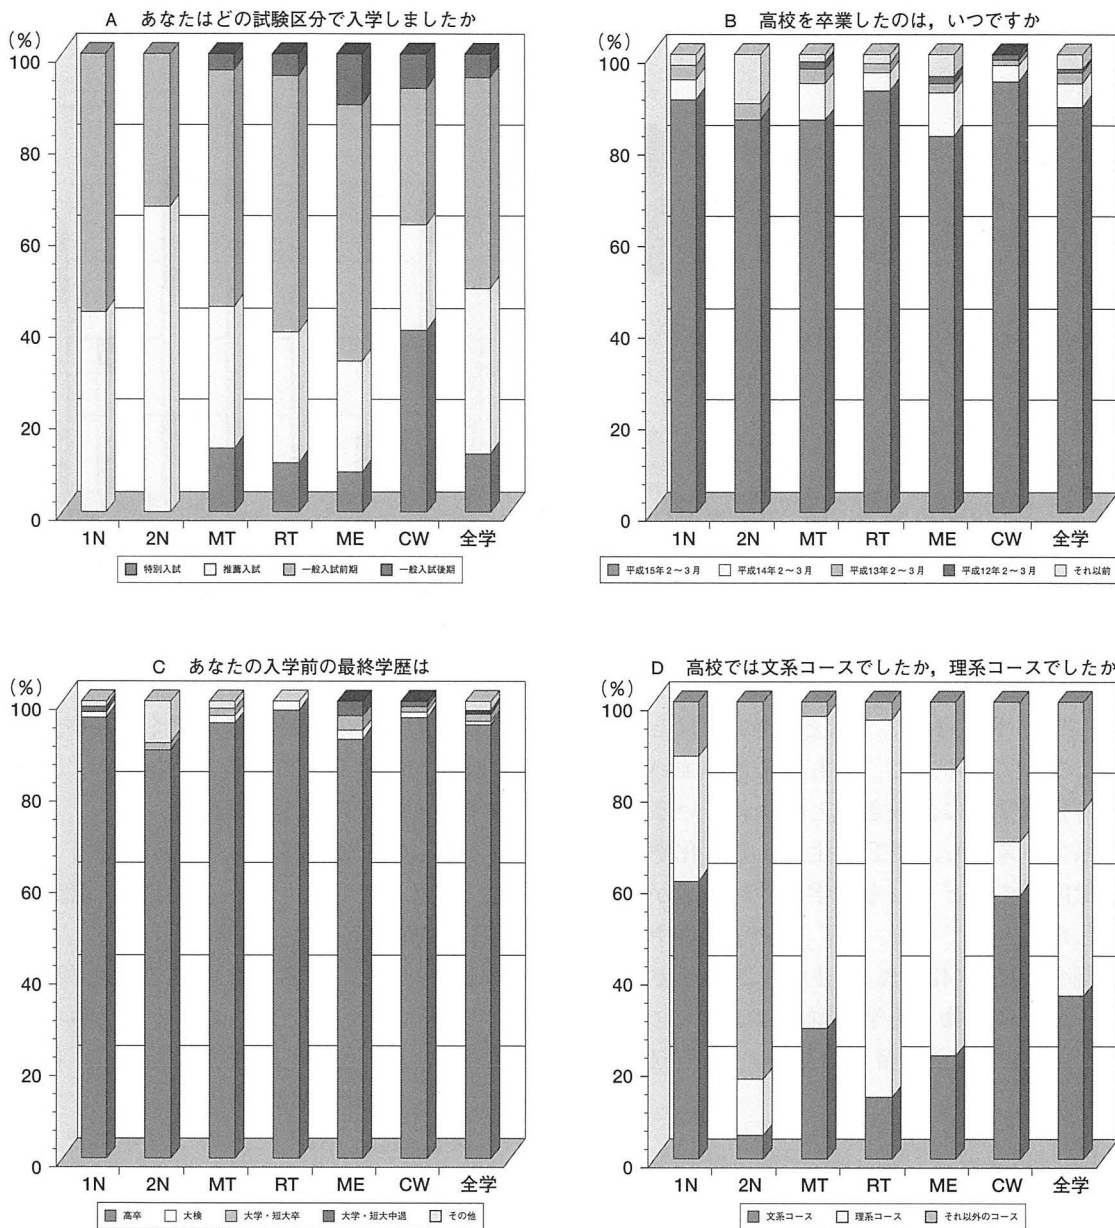 A あなたはどの試験区分で入学しましたか
(%)
100
80
60
40
20
0
1N 2N MT RT ME CW 全学
特別入試 推薦入試 一般入試前期 一般入試後期
B 高校を卒業したのは，いつですか
(%)
100
80
60
40
20
0
1N 2N MT RT ME CW 全学
平成15年2～3月 平成14年2～3月 平成13年2～3月 平成12年2～3月 それ以前
C あなたの入学前の最終学歴は
(%)
100
80
60
40
20
0
1N 2N MT RT ME CW 全学
高卒 大検 大学・短大卒 大学・短大中退 その他
D 高校では文系コースでしたか，理系コースでしたか
(%)
100
80
60
40
20
0
1N 2N MT RT ME CW 全学
文系コース 理系コース それ以外のコース